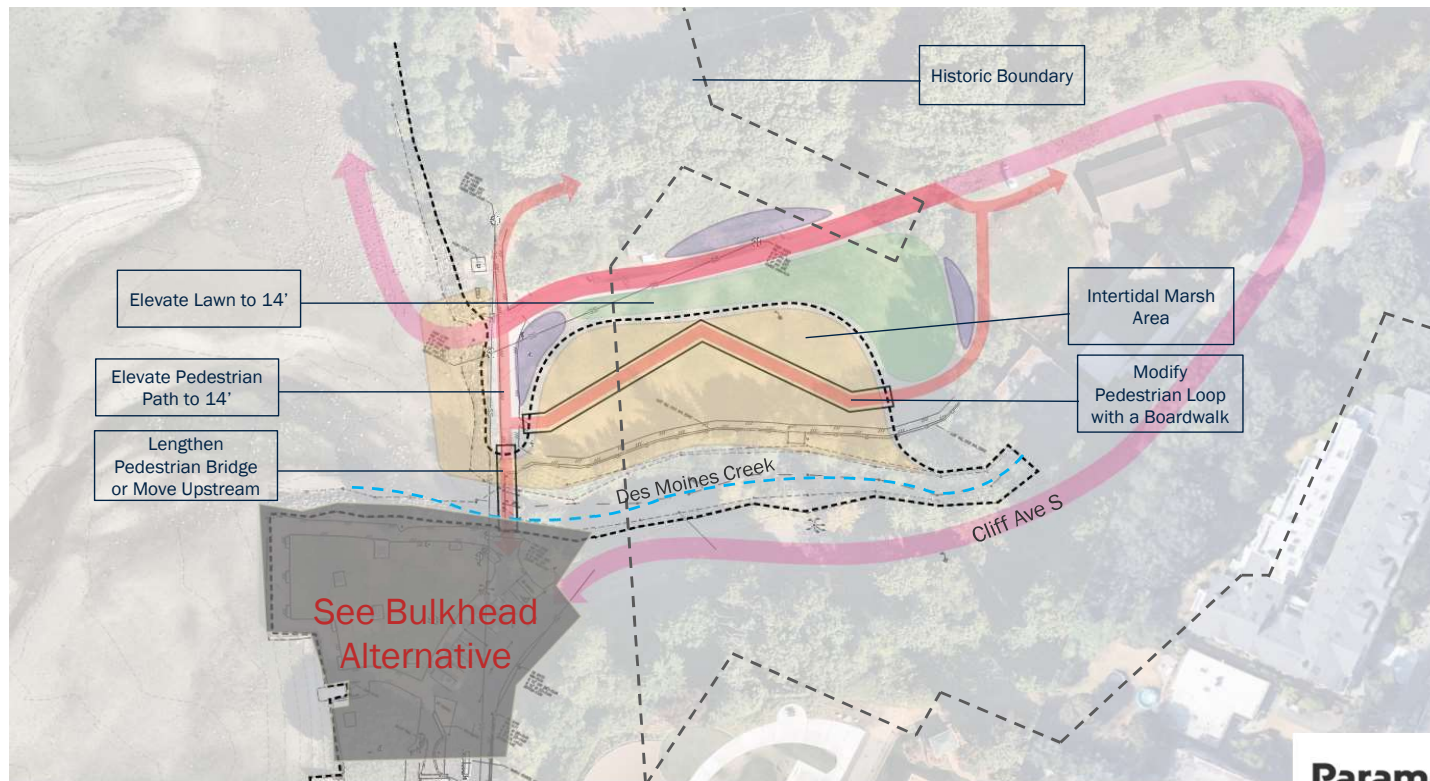 Historic Boundary
Elevate Lawn to 14’
Intertidal Marsh
Area
Elevate Pedestrian
Path to 14’
Modify
Pedestrian Loop
with a Boardwalk
Lengthen
Pedestrian Bridge
or Move Upstream
Des Moines Creek
Cliff Ave S
See Bulkhead
Alternative